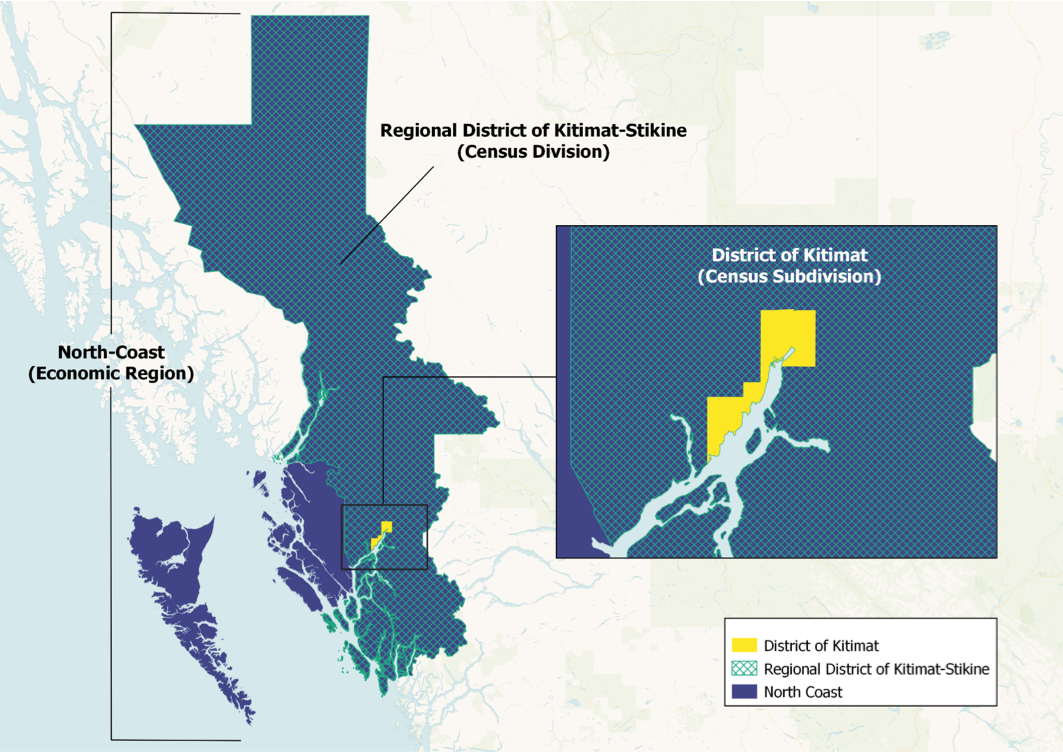 Regional District of Kitimat-Stikine
(Census Division)
District of Kitimat
(Census Subdivision)
North-Coast
(Economic Region)
District of Kitimat
Regional District of Kitimat-Stikine
North Coast